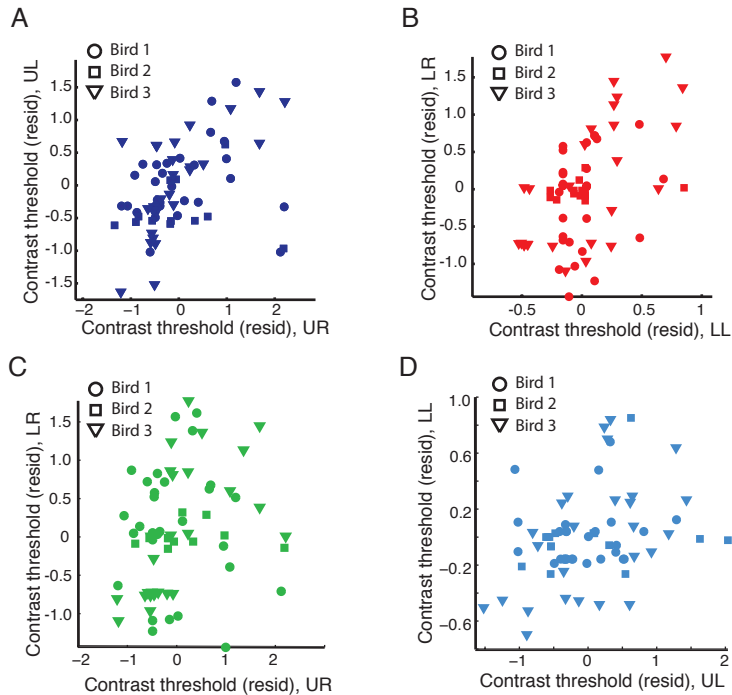 A
Bird 1
Bird 2
Bird 3
Contrast threshold (resid), UL
1.5
1.0
0.5
0
-0.5
-1.0
-1.5
−2 −1 0 1 2
Contrast threshold (resid), UR
B
Bird 1
Bird 2
Bird 3
Contrast threshold (resid), LR
1.5
1.0
0.5
0
-0.5
-1.0
-0.5 0 0.5 1
Contrast threshold (resid), LL
C
Bird 1
Bird 2
Bird 3
Contrast threshold (resid), LR
1.5
1.0
0.5
0
-0.5
-1.0
−2 −1 0 1 2 3
Contrast threshold (resid), UR
D
Bird 1
Bird 2
Bird 3
Contrast threshold (resid), LL
1.0
0.6
0.2
−0.2
−0.6
−1 0 1 2
Contrast threshold (resid), UL